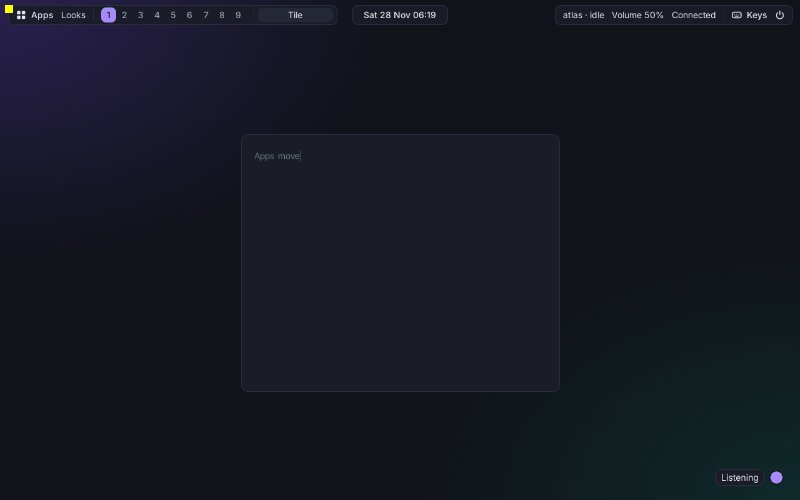 Apps Looks 1 2 3 4 5 6 7 8 9 Tile Sat 28 Nov 06:19 atlas · idle Volume 50% Connected Keys
Apps move
Listening